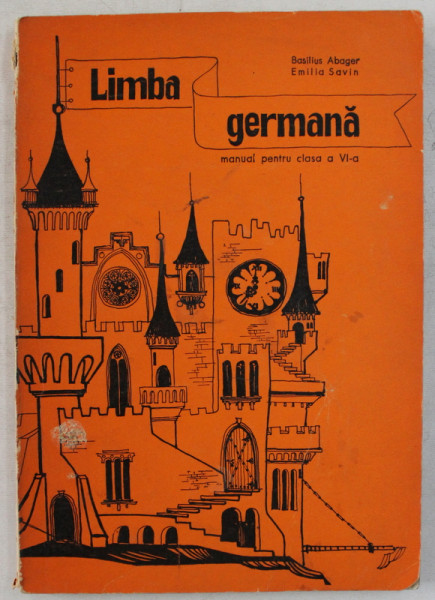 Basilius Abager
Emilia Savin
Limba
germană
manual pentru clasa a VI-a